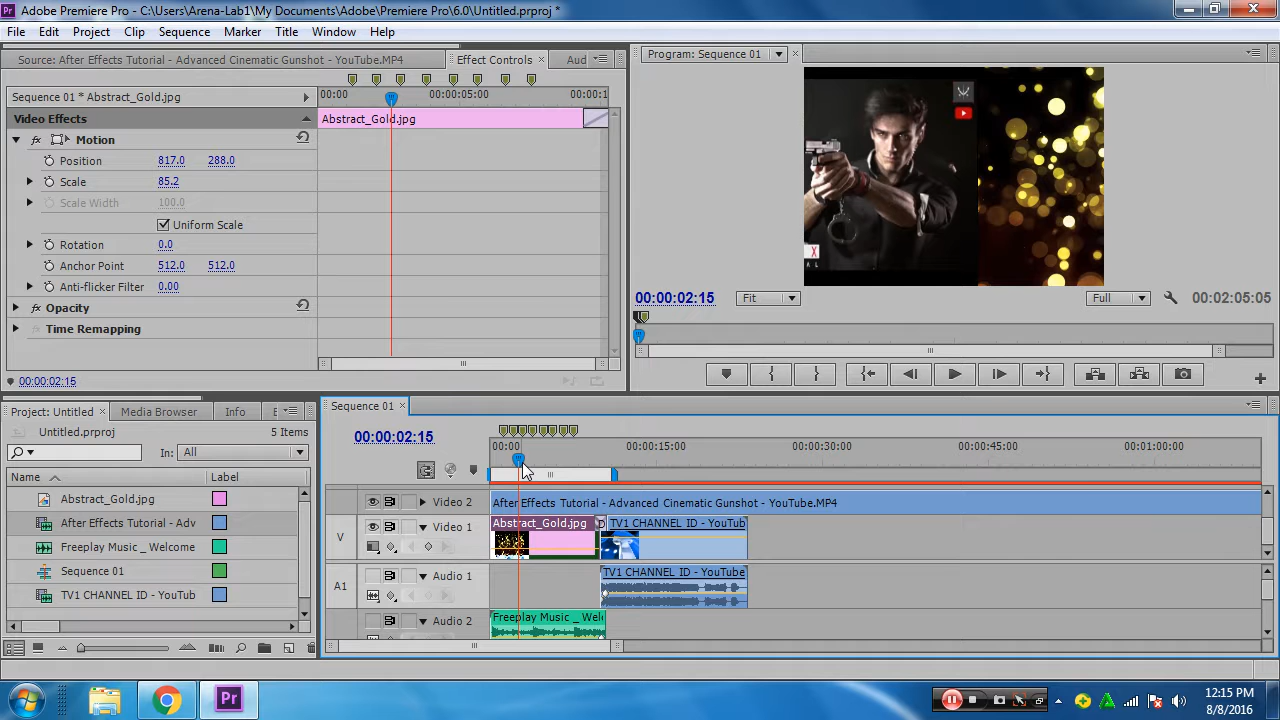 Adobe Premiere Pro - C:\Users\Arena-Lab1\My Documents\Adobe\Premiere Pro\6.0\Untitled.prproj *
File Edit Project Clip Sequence Marker Title Window Help
Source: After Effects Tutorial - Advanced Cinematic Gunshot - YouTube.MP4 Effect Controls Aud
Program: Sequence 01
Sequence 01 * Abstract_Gold.jpg
00:00 00:00:05:00 00:00:1
Video Effects
Abstract_Gold.jpg
Motion
Position 817.0 288.0
Scale 85.2
Scale Width 100.0
Uniform Scale
Rotation 0.0
Anchor Point 512.0 512.0
Anti-flicker Filter 0.00
Opacity
Time Remapping
00:00:02:15
X
A L
00:00:02:15 Fit Full 00:02:05:05
Project: Untitled Media Browser Info E
Untitled.prproj 5 Items
In: All
Name Label
Abstract_Gold.jpg
After Effects Tutorial - Adv
Freeplay Music _ Welcome
Sequence 01
TV1 CHANNEL ID - YouTub
Sequence 01
00:00:02:15
00:00 00:00:15:00 00:00:30:00 00:00:45:00 00:01:00:00
Video 2 After Effects Tutorial - Advanced Cinematic Gunshot - YouTube.MP4
V Video 1 Abstract_Gold.jpg TV1 CHANNEL ID - YouTub
A1 Audio 1 TV1 CHANNEL ID - YouTube
Audio 2 Freeplay Music _ Wel
Pr
12:15 PM
8/8/2016